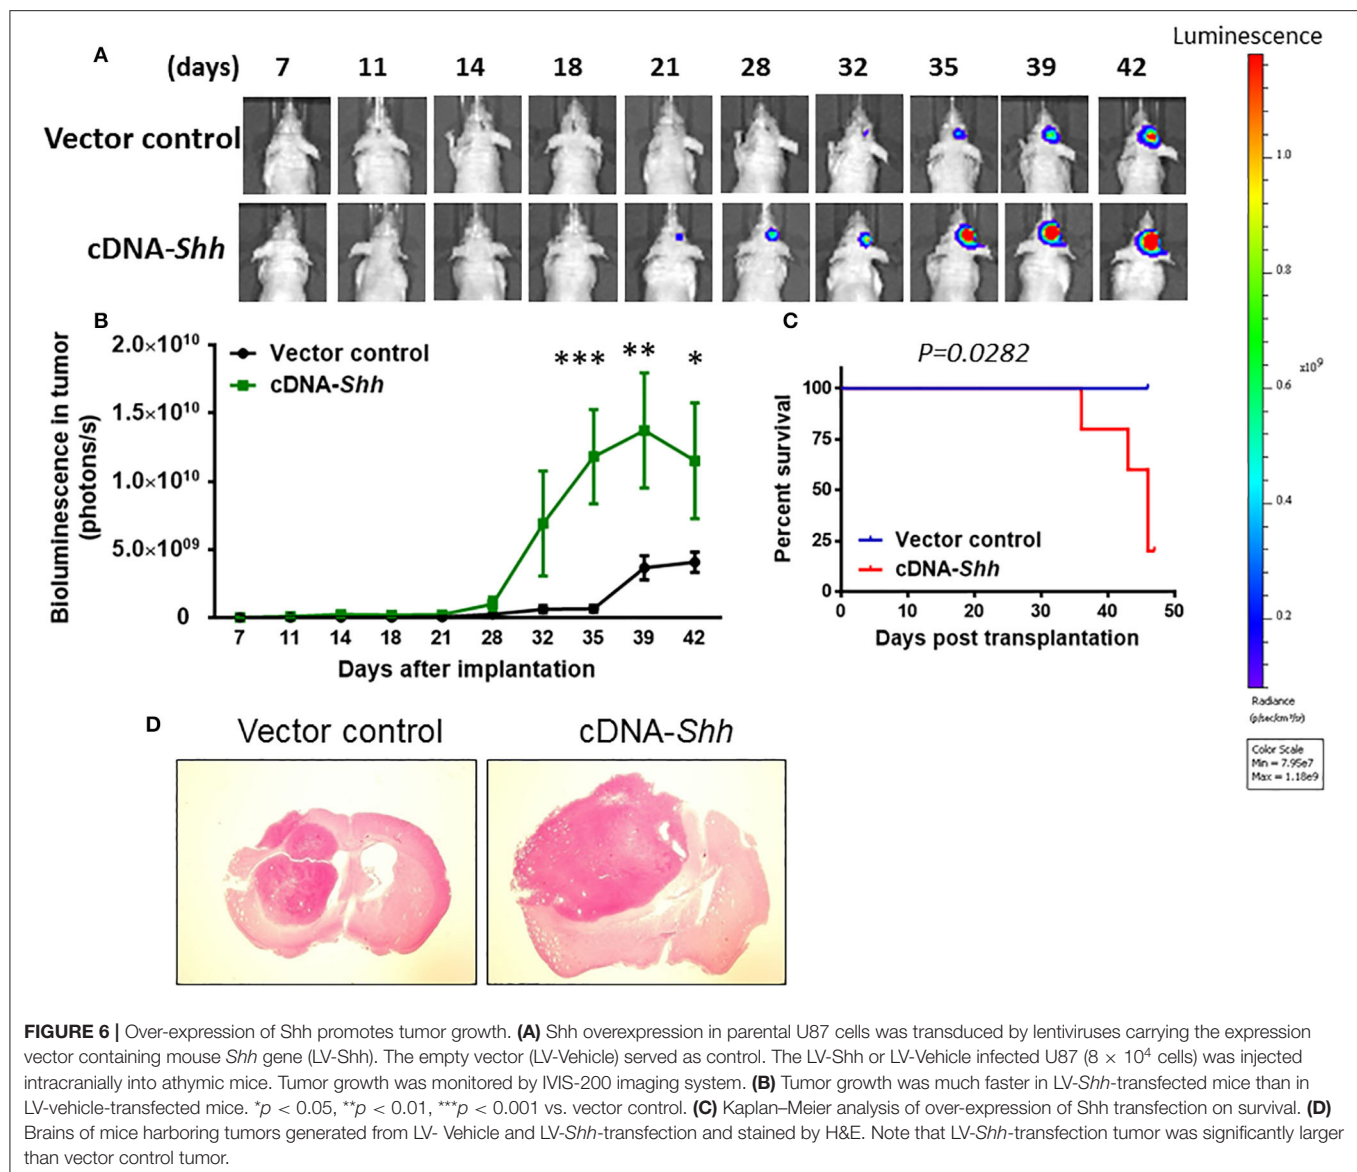 A
(days) 7 11 14 18 21 28 32 35 39 42
Vector control
cDNA-Shh
Luminescence
1.0
0.8
0.6
x10⁹
0.4
0.2
Radiance
(p/sec/cm²/sr)
Color Scale
Min = 7.95e7
Max = 1.18e9
B
Bioluminescence in tumor
(photons/s)
2.0×10¹⁰
1.5×10¹⁰
1.0×10¹⁰
5.0×10⁰⁹
0
Vector control
cDNA-Shh
*** ** *
7 11 14 18 21 28 32 35 39 42
Days after implantation
C
P=0.0282
Percent survival
100
75
50
25
0
Vector control
cDNA-Shh
0 10 20 30 40 50
Days post transplantation
D
Vector control cDNA-Shh
FIGURE 6 | Over-expression of Shh promotes tumor growth. (A) Shh overexpression in parental U87 cells was transduced by lentiviruses carrying the expression
vector containing mouse Shh gene (LV-Shh). The empty vector (LV-Vehicle) served as control. The LV-Shh or LV-Vehicle infected U87 (8 × 10⁴ cells) was injected
intracranially into athymic mice. Tumor growth was monitored by IVIS-200 imaging system. (B) Tumor growth was much faster in LV-Shh-transfected mice than in
LV-vehicle-transfected mice. *p < 0.05, **p < 0.01, ***p < 0.001 vs. vector control. (C) Kaplan–Meier analysis of over-expression of Shh transfection on survival. (D)
Brains of mice harboring tumors generated from LV- Vehicle and LV-Shh-transfection and stained by H&E. Note that LV-Shh-transfection tumor was significantly larger
than vector control tumor.